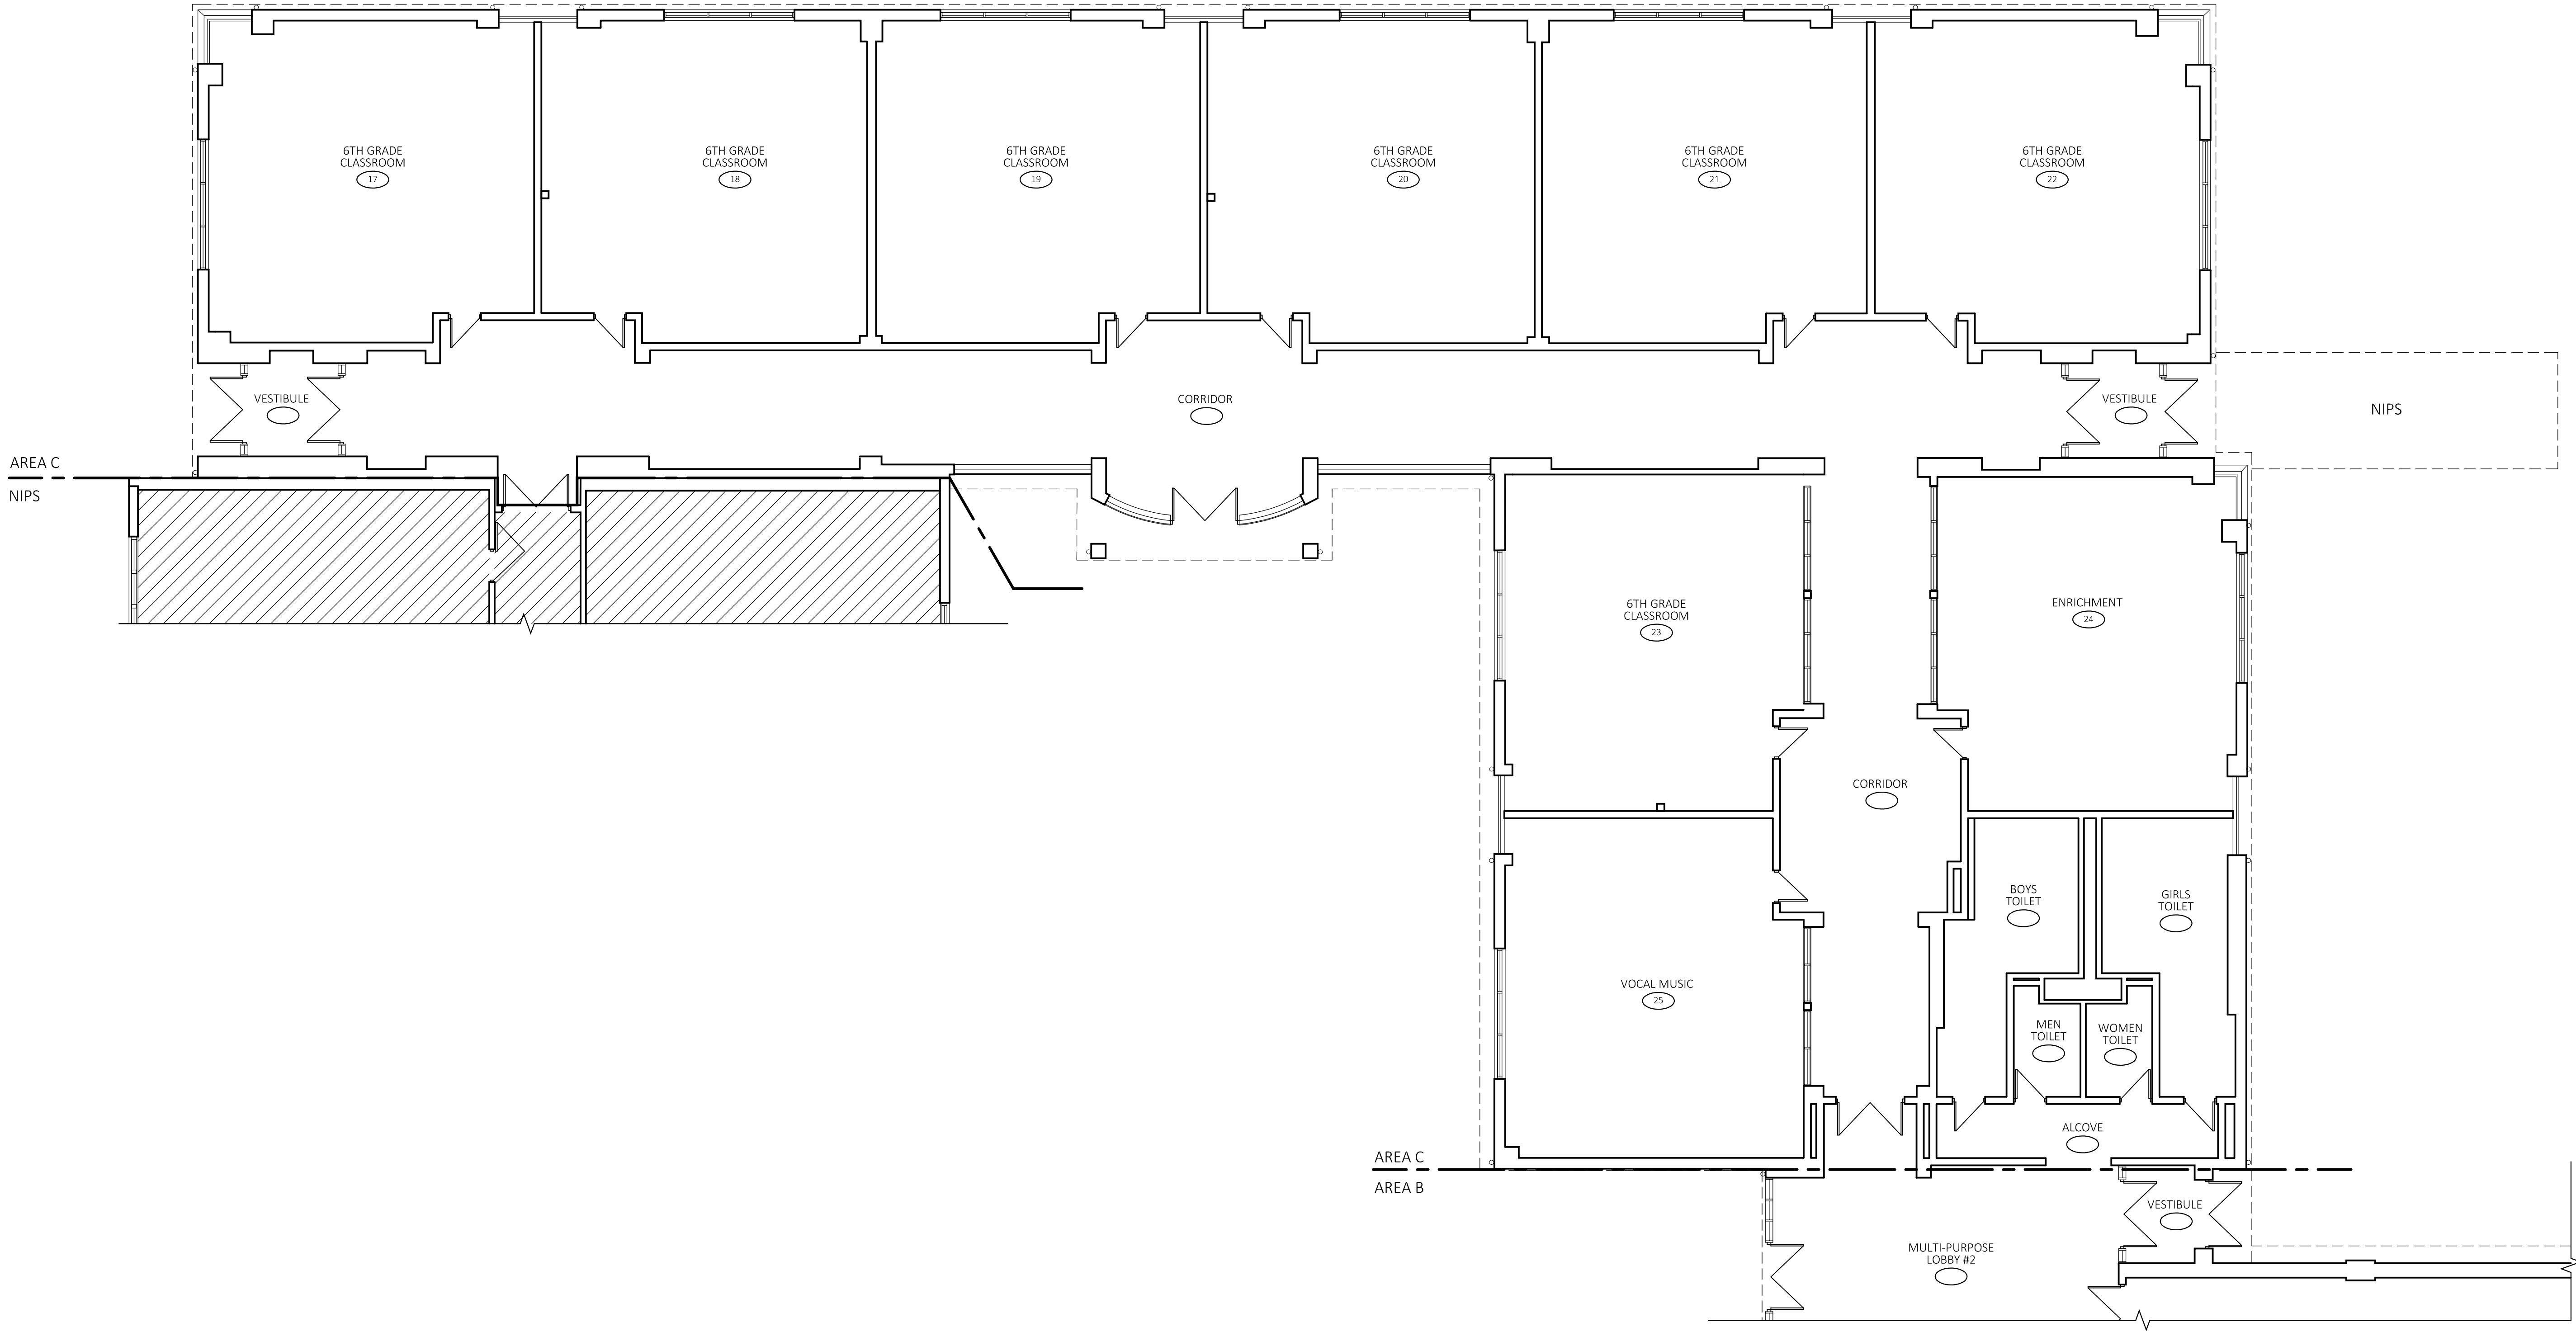 6TH GRADE
CLASSROOM
17
6TH GRADE
CLASSROOM
18
6TH GRADE
CLASSROOM
19
6TH GRADE
CLASSROOM
20
6TH GRADE
CLASSROOM
21
6TH GRADE
CLASSROOM
22
VESTIBULE
CORRIDOR
VESTIBULE
NIPS
AREA C
NIPS
6TH GRADE
CLASSROOM
23
ENRICHMENT
24
CORRIDOR
BOYS
TOILET
GIRLS
TOILET
VOCAL MUSIC
25
MEN
TOILET
WOMEN
TOILET
ALCOVE
AREA C
AREA B
VESTIBULE
MULTI-PURPOSE
LOBBY #2